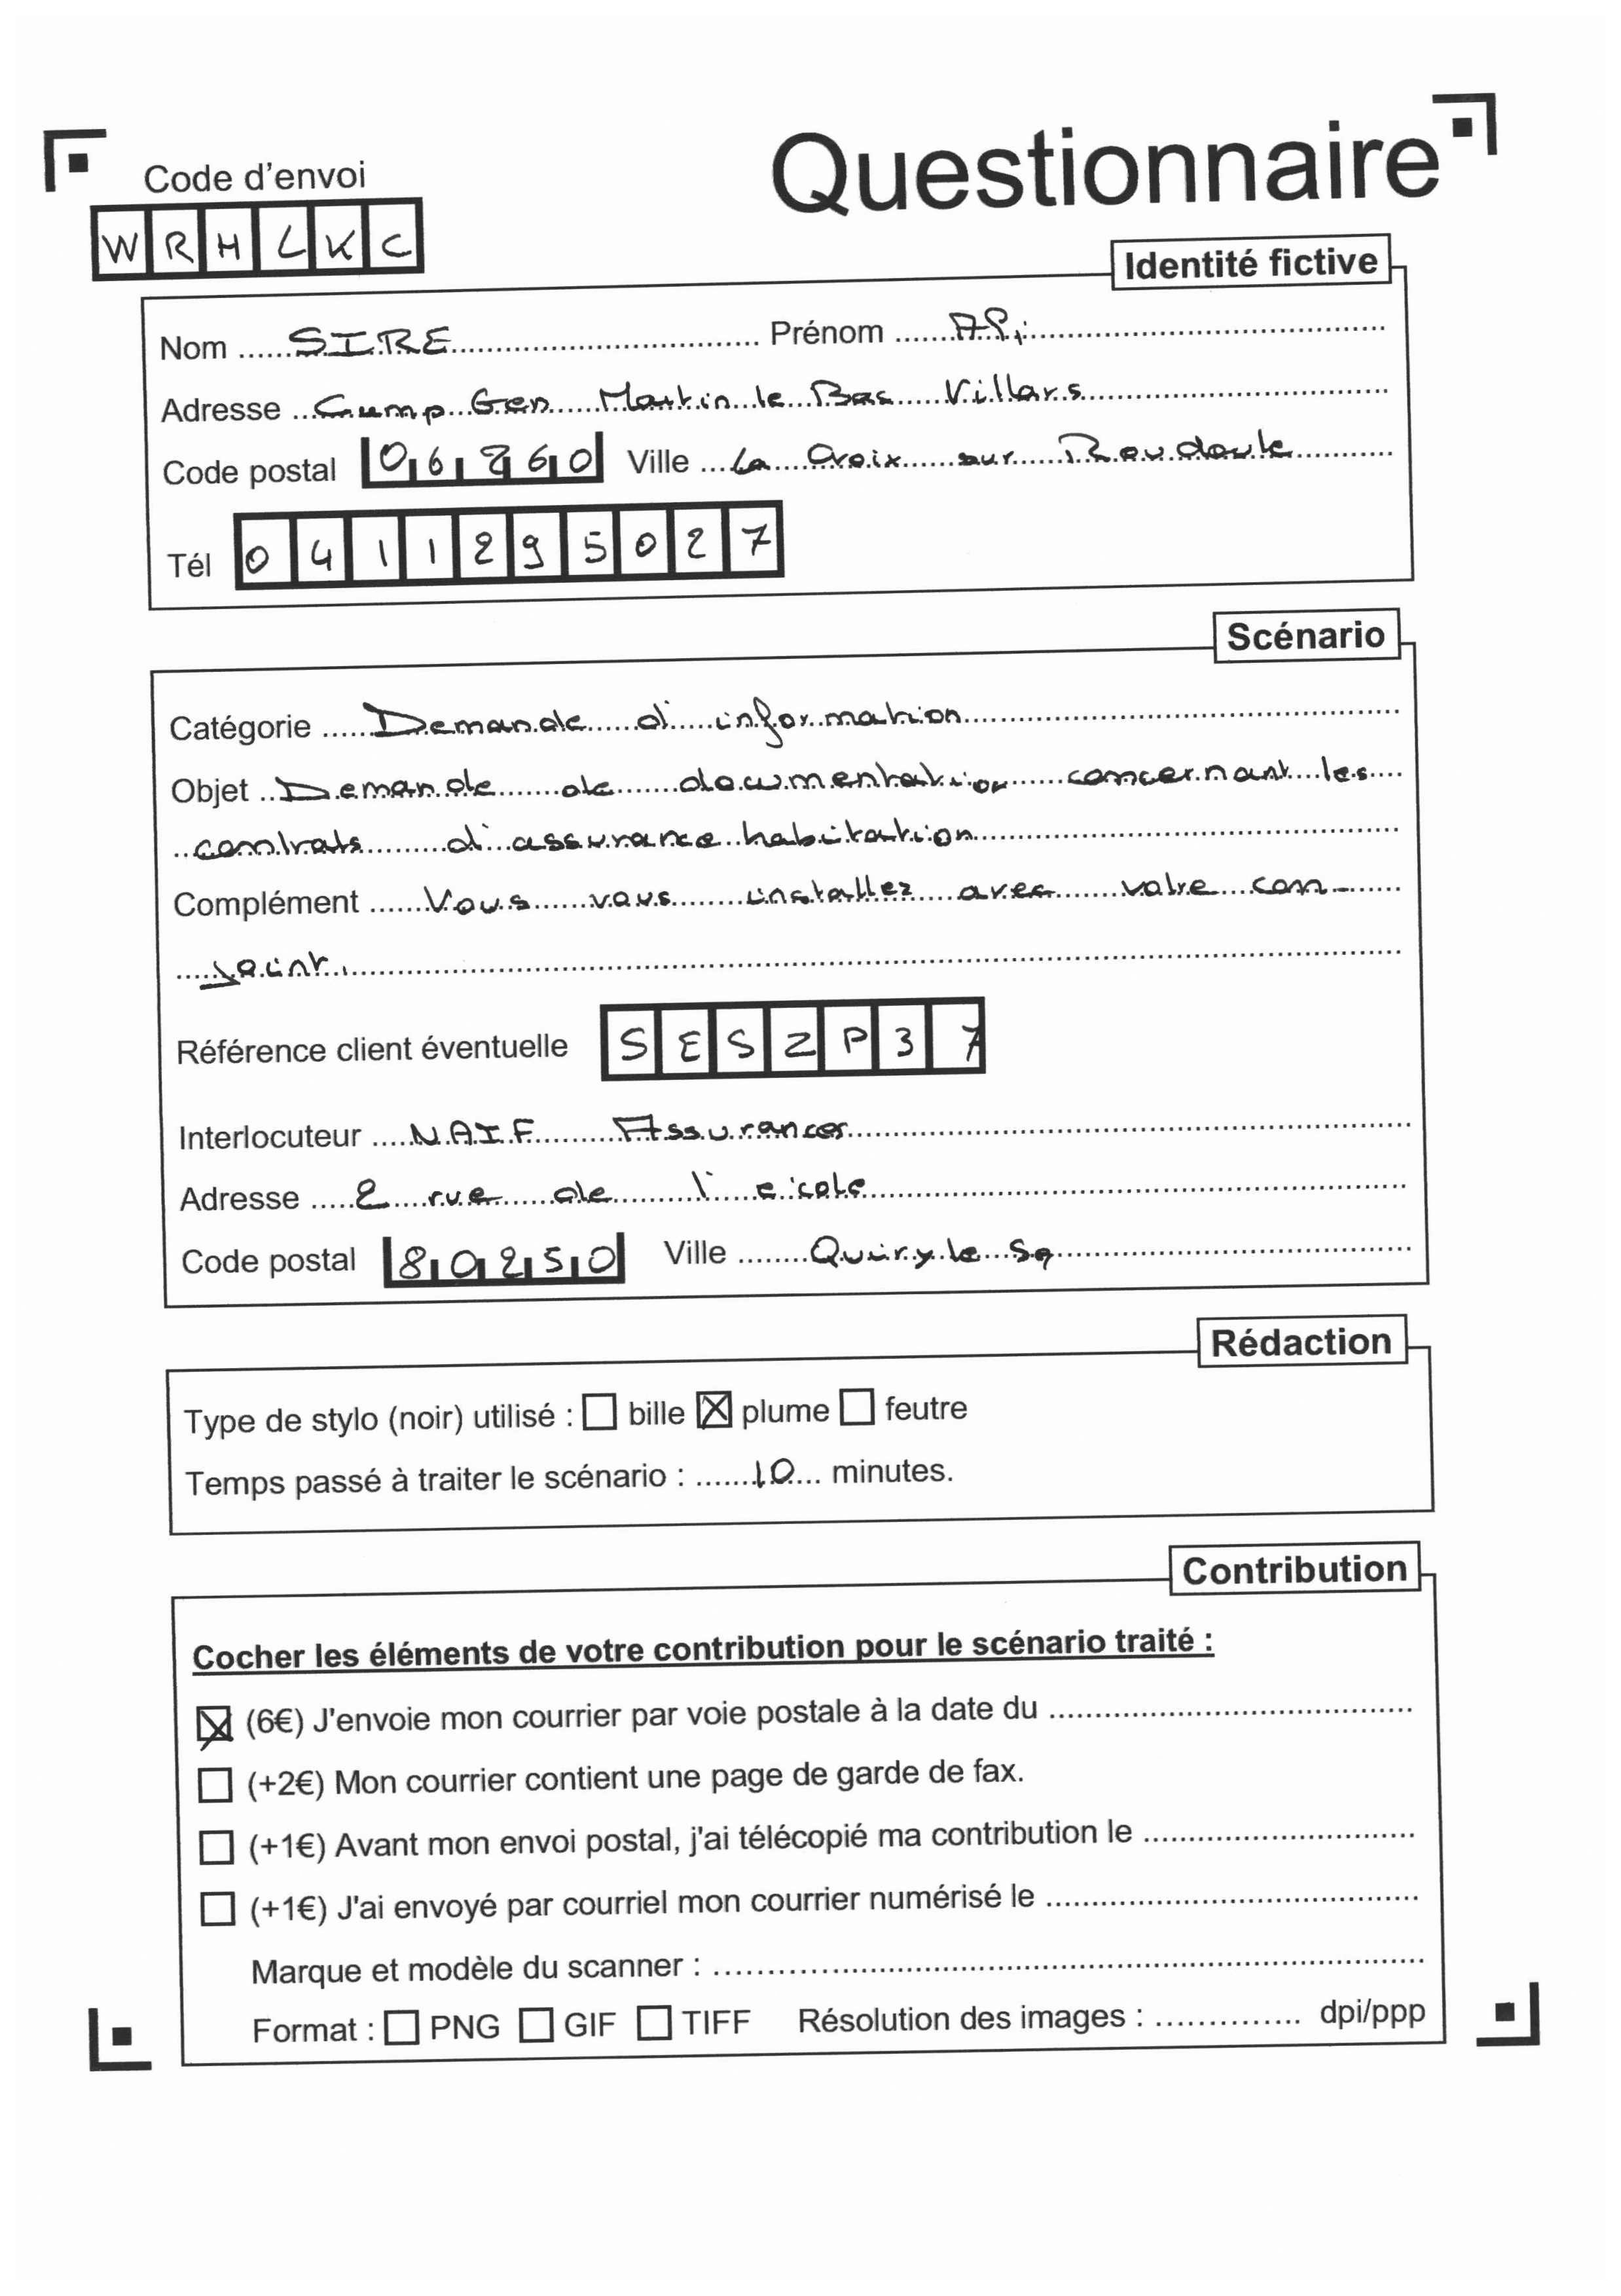 Questionnaire
Code d'envoi
WRHLKC
Identité fictive
Nom SIRE Prénom AP.
Adresse Cump Gen Martin le Bas Villars
Code postal 06260 Ville La Croix sur Roudoule
Tél 0411295027
Scénario
Catégorie Demande d'information
Objet Demande de documentation concernant les
contrats d'assurance habitation
Complément Vous vous installez avec votre con-
joint.
Référence client éventuelle SESZP37
Interlocuteur NAIF Assurances
Adresse 2 rue de l'école
Code postal 80250 Ville Quiry le Sq
Rédaction
Type de stylo (noir) utilisé : bille plume feutre
Temps passé à traiter le scénario : 10 minutes.
Contribution
Cocher les éléments de votre contribution pour le scénario traité :
(6€) J'envoie mon courrier par voie postale à la date du
(+2€) Mon courrier contient une page de garde de fax.
(+1€) Avant mon envoi postal, j'ai télécopié ma contribution le
(+1€) J'ai envoyé par courriel mon courrier numérisé le
Marque et modèle du scanner :
Format : PNG GIF TIFF Résolution des images : dpi/ppp